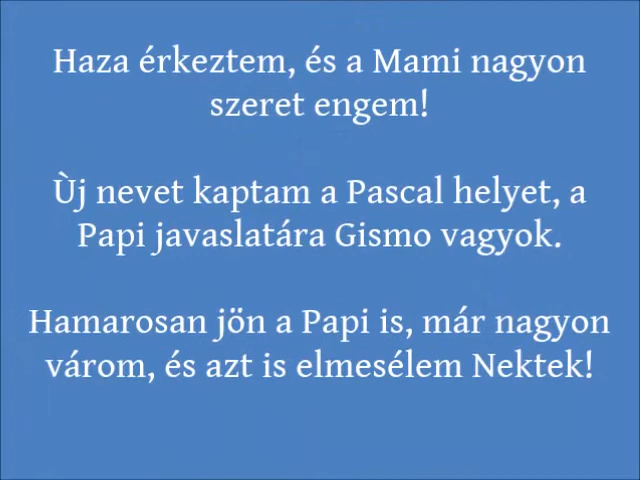 Haza érkeztem, és a Mami nagyon
szeret engem!
Ùj nevet kaptam a Pascal helyet, a
Papi javaslatára Gismo vagyok.
Hamarosan jön a Papi is, már nagyon
várom, és azt is elmesélem Nektek!